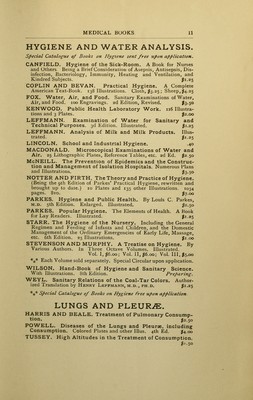 MEDICAL BOOKS 11
HYGIENE AND WATER ANALYSIS.
Special Catalogue of Books on Hygiene sent free upon application.
CANFIELD. Hygiene of the Sick-Room. A Book for Nurses
and Others. Being a Brief Consideration of Asepsis, Antisepsis, Dis-
infection, Bacteriology, Immunity, Heating and Ventilation, and
Kindred Subjects. $1.25
COPLIN AND BEVAN. Practical Hygiene. A Complete
American Text-Book. 138 Illustrations. Cloth, $3.25; Sheep, $4.25
FOX. Water, Air, and Food. Sanitary Examinations of Water,
Air, and Food. 100 Engravings. 2d Edition, Revised. $3.50
KENWOOD. Public Health Laboratory Work. 116 Illustra-
tions and 3 Plates. $2.00
LEFFMANN. Examination of Water for Sanitary and
Technical Purposes. 3d Edition. Illustrated. $1.25
LEFFMANN. Analysis of Milk and Milk Products. Illus-
trated. $1.25
LINCOLN. School and Industrial Hygiene. .40
MACDONALD. Microscopical Examinations of Water and
Air. 25 Lithographic Plates, Reference Tables, etc. 2d Ed. $2.50
McNEILL. The Prevention of Epidemics and the Construc-
tion and Management of Isolation Hospitals. Numerous Plans
and Illustrations. $3.50
NOTTER AND FIRTH. The Theory and Practice of Hygiene.
(Being the 9th Edition of Parkes' Practical Hygiene, rewritten and
brought up to date.) 10 Plates and 135 other Illustrations. 1034
pages. 8vo. $7.00
PARKES. Hygiene and Public Health. By Louis C. Parkes,
M.D. 5th Edition. Enlarged. Illustrated.
PARKES. Popular Hygiene. The Elements of Health. A Book
for Lay Readers. Illustrated. $1.25
STARR. The Hygiene of the Nursery. Including the General
Regimen and Feeding of Infants and Children, and the Domestic
Management of the Ordinary Emergencies of Early Life, Massage,
etc. 6th Edition. 25 Illustrations. $1.00
STEVENSON AND MURPHY. A Treatise on Hygiene. By
Various Authors. In Three Octavo Volumes. Illustrated.
Vol. I, $6.00; Vol. II, $6.00; Vol. III, $5.00
*** Each Volume sold separately. Special Circular upon application.
WILSON. Hand-Book of Hygiene and Sanitary Science.
With Illustrations. 8th Edition. Preparing.
WEYL. Sanitary Relations of the Coal-Tar Colors. Author-
ized Translation by Henry Leffmann, M.D., PH.D. $1.25
*** Special Catalogue of Books on Hygiene free upon application.
LUNGS AND PLEURÆ.
HARRIS AND BEALE. Treatment of Pulmonary Consump-
tion. $2.50
POWELL. Diseases of the Lungs and Pleuræ, including
Consumption. Colored Plates and other Illus. 4th Ed. $4.00
TUSSEY. High Altitudes in the Treatment of Consumption.
$1.50